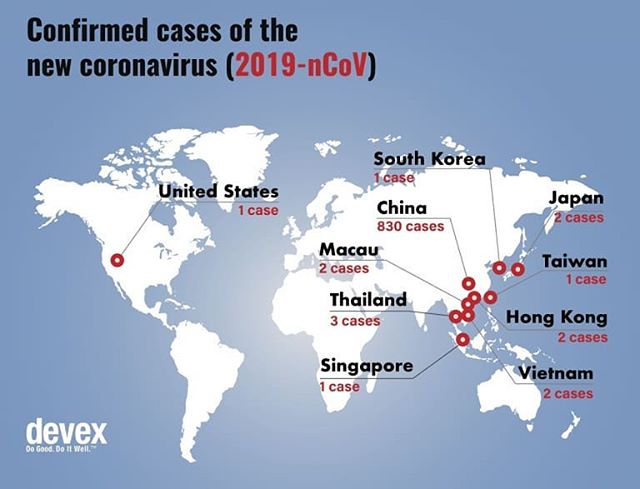 Confirmed cases of the
new coronavirus (2019-nCoV)
South Korea
1 case
United States
1 case
China
830 cases
Japan
2 cases
Macau
2 cases
Taiwan
1 case
Thailand
3 cases
Hong Kong
2 cases
Singapore
1 case
Vietnam
2 cases
devex
Do Good. Do It Well.™